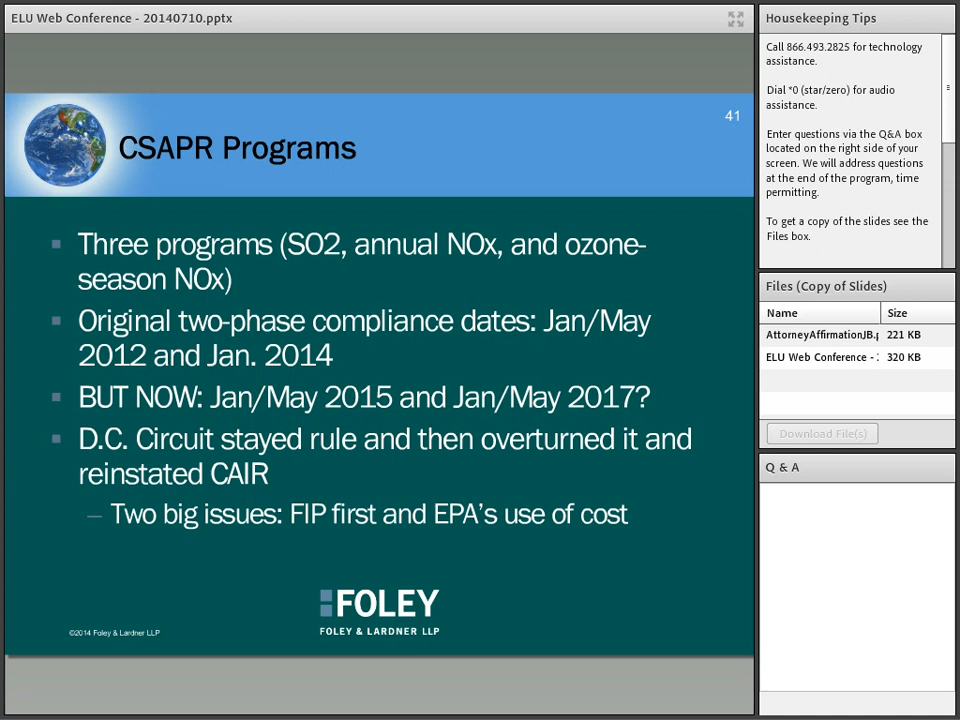 ELU Web Conference - 20140710.pptx
41
CSAPR Programs
Three programs (SO2, annual NOx, and ozone-
season NOx)
Original two-phase compliance dates: Jan/May
2012 and Jan. 2014
BUT NOW: Jan/May 2015 and Jan/May 2017?
D.C. Circuit stayed rule and then overturned it and
reinstated CAIR
– Two big issues: FIP first and EPA's use of cost
FOLEY
FOLEY & LARDNER LLP
©2014 Foley & Lardner LLP
Housekeeping Tips
Call 866.493.2825 for technology
assistance.
Dial *0 (star/zero) for audio
assistance.
Enter questions via the Q&A box
located on the right side of your
screen. We will address questions
at the end of the program, time
permitting.
To get a copy of the slides see the
Files box.
Files (Copy of Slides)
Name Size
AttorneyAffirmationJB.p 221 KB
ELU Web Conference - 320 KB
Download File(s)
Q & A